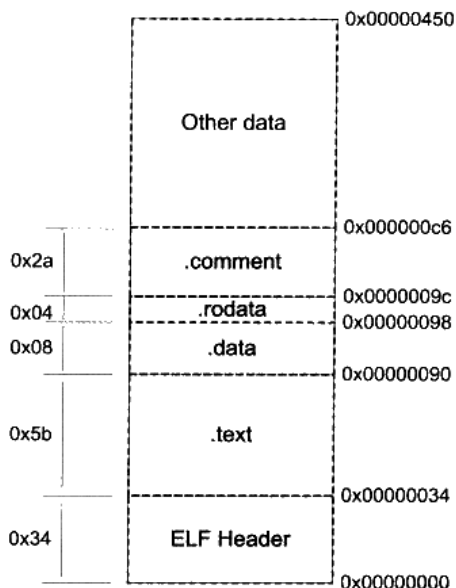 0x00000450
Other data
0x000000c6
0x2a
.comment
0x0000009c
0x04
.rodata
0x00000098
0x08
.data
0x00000090
0x5b
.text
0x00000034
0x34
ELF Header
0x00000000